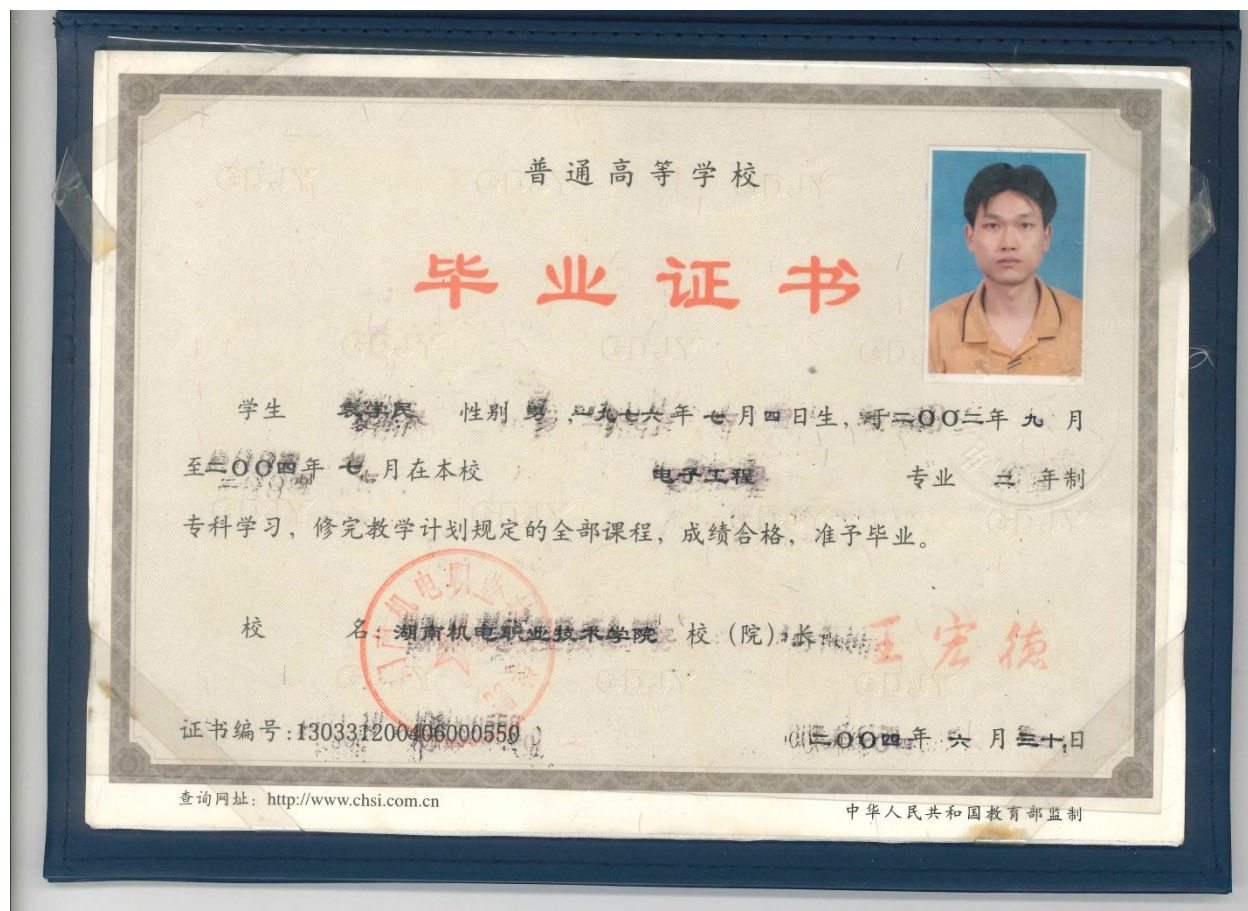 普通高等学校
毕业证书
学生 袁学民 性别 男，一九七六年七月四日生，于二〇〇二年九月
至二〇〇四年七月在本校 电子工程 专业 二 年制
专科学习，修完教学计划规定的全部课程，成绩合格，准予毕业。
校 名：湖南机电职业技术学院 校（院）长：王宏德
证书编号：130331200406000550 二〇〇四年六月三十日
查询网址：http://www.chsi.com.cn
中华人民共和国教育部监制